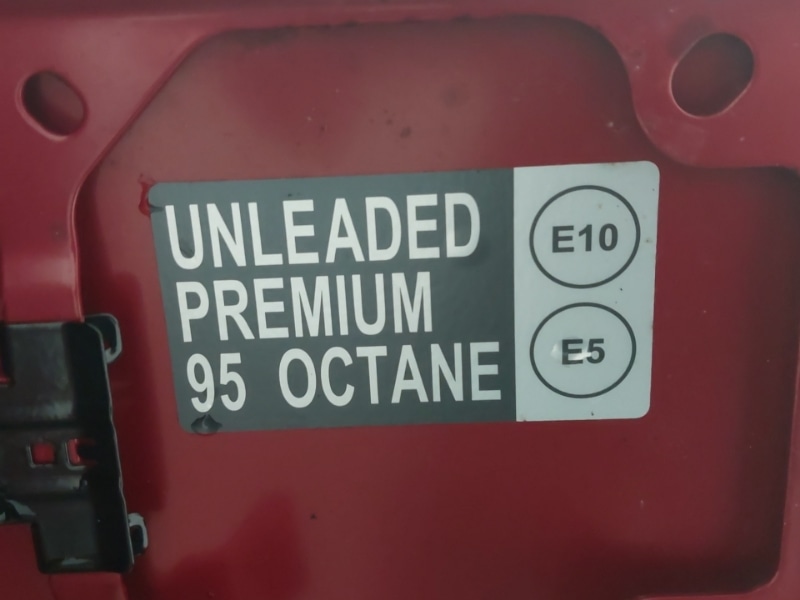 UNLEADED
PREMIUM
95 OCTANE
E10
E5